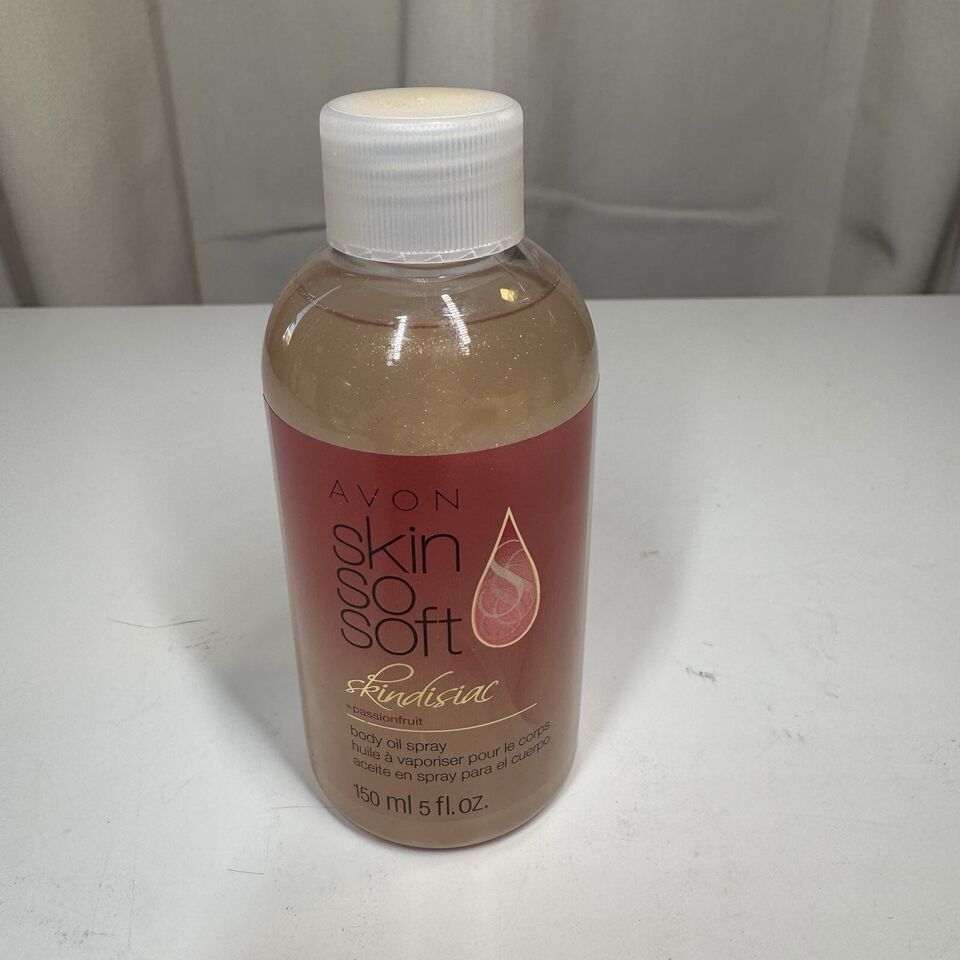 AVON
skin
so
soft
skindisiac
+passionfruit
body oil spray
huile à vaporiser pour le corps
aceite en spray para el cuerpo
150 ml 5 fl. oz.